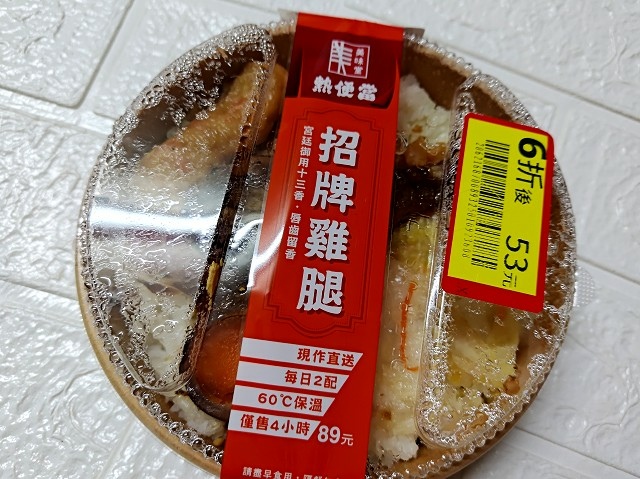 美味堂
熱便當
招牌雞腿
宮廷御用十三香·唇齒留香
現作直送
每日2配
60°C保溫
僅售4小時 89元
6折後 53元